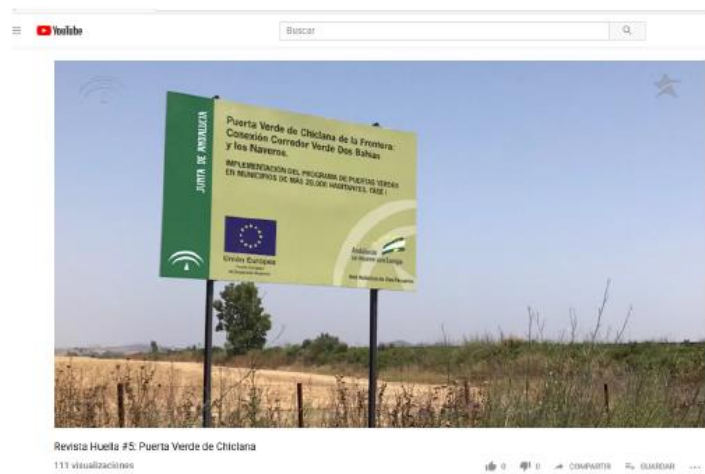 YouTube
Buscar
JUNTA DE ANDALUCIA
Puerta Verde de Chiclana de la Frontera:
Conexión Corredor Verde Dos Bahías
y los Naveros.
IMPLEMENTACIÓN DEL PROGRAMA DE PUERTAS VERDES
EN MUNICIPIOS DE MÁS 20.000 HABITANTES. FASE I
Unión Europea
Andalucía
se mueve con Europa
Revista Huella #5: Puerta Verde de Chiclana
111 visualizaciones
0
0
COMPARTIR
GUARDAR